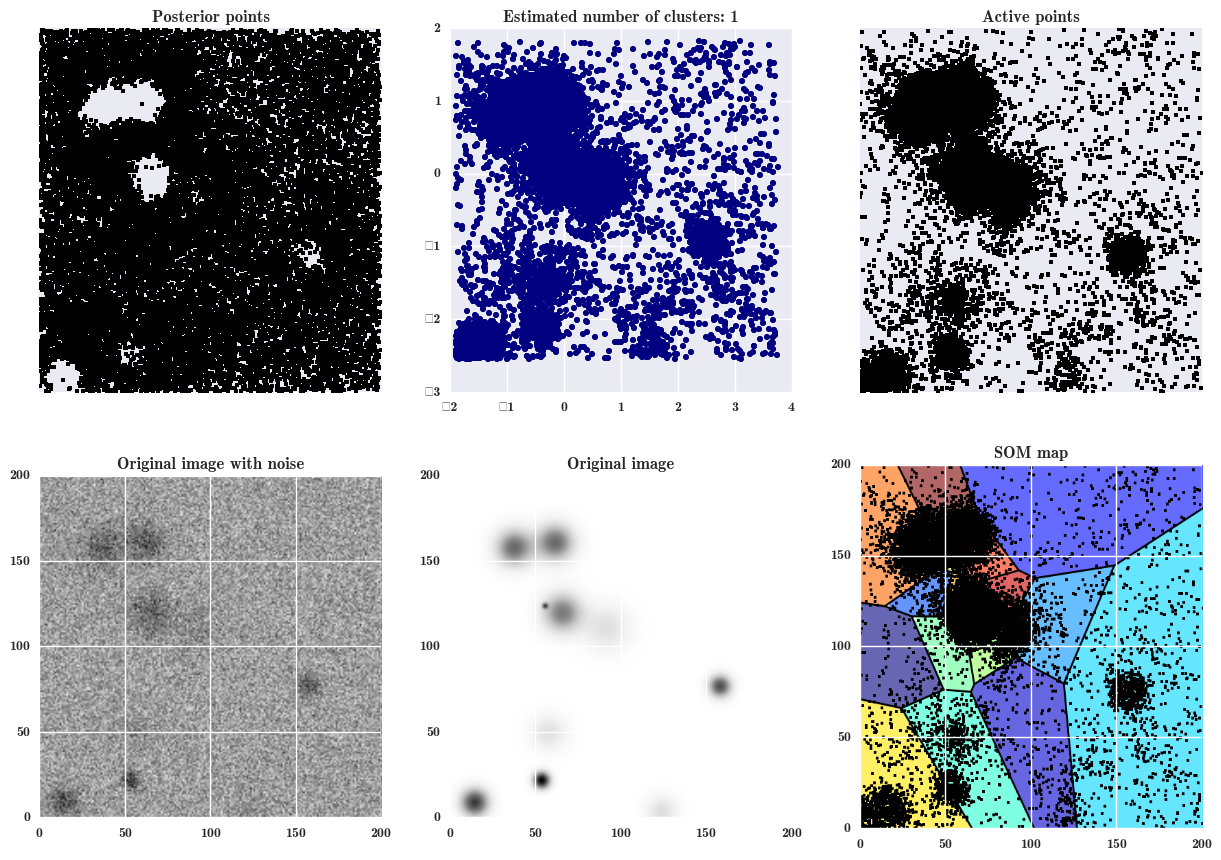 Posterior points
Estimated number of clusters: 1
Active points
2
1
0
□1
□2
□3
□2 □1 0 1 2 3 4
Original image with noise
Original image
SOM map
200
150
100
50
0
0 50 100 150 200
200
150
100
50
0
0 50 100 150 200
200
150
100
50
0
0 50 100 150 200